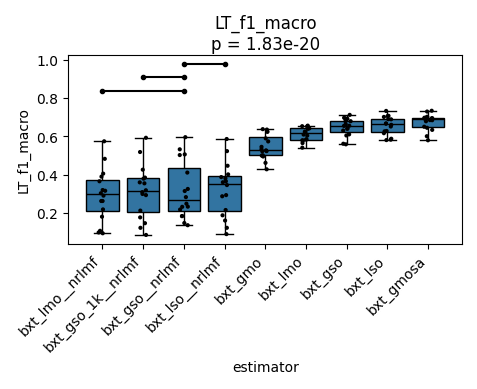 LT_f1_macro
p = 1.83e-20
LT_f1_macro
1.0
0.8
0.6
0.4
0.2
bxt_lmo__nrlmf
bxt_gso_1k__nrlmf
bxt_gso__nrlmf
bxt_lso__nrlmf
bxt_gmo
bxt_lmo
bxt_gso
bxt_lso
bxt_gmosa
estimator